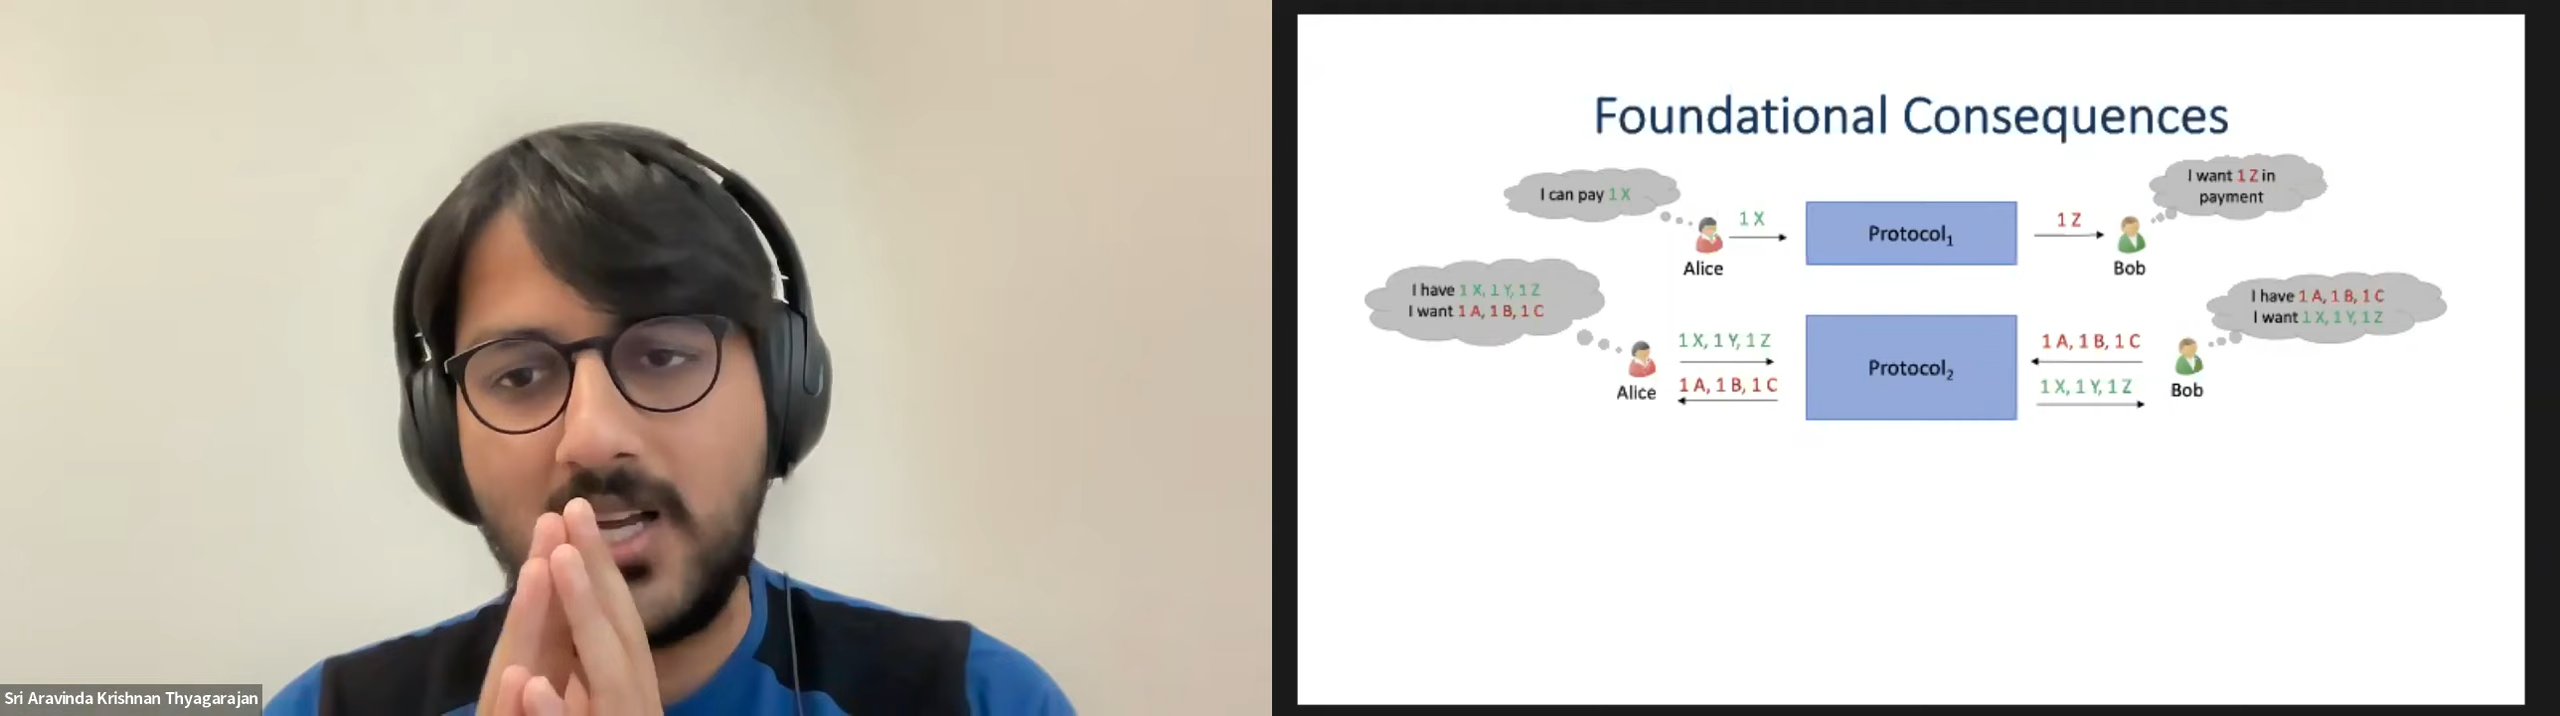 Sri Aravinda Krishnan Thyagarajan
Foundational Consequences
I can pay 1 X
1 X
Alice
Protocol1
1 Z
Bob
I want 1 Z in
payment
I have 1 X, 1 Y, 1 Z
I want 1 A, 1 B, 1 C
Alice
1 X, 1 Y, 1 Z
1 A, 1 B, 1 C
Protocol2
1 A, 1 B, 1 C
1 X, 1 Y, 1 Z
Bob
I have 1 A, 1 B, 1 C
I want 1 X, 1 Y, 1 Z